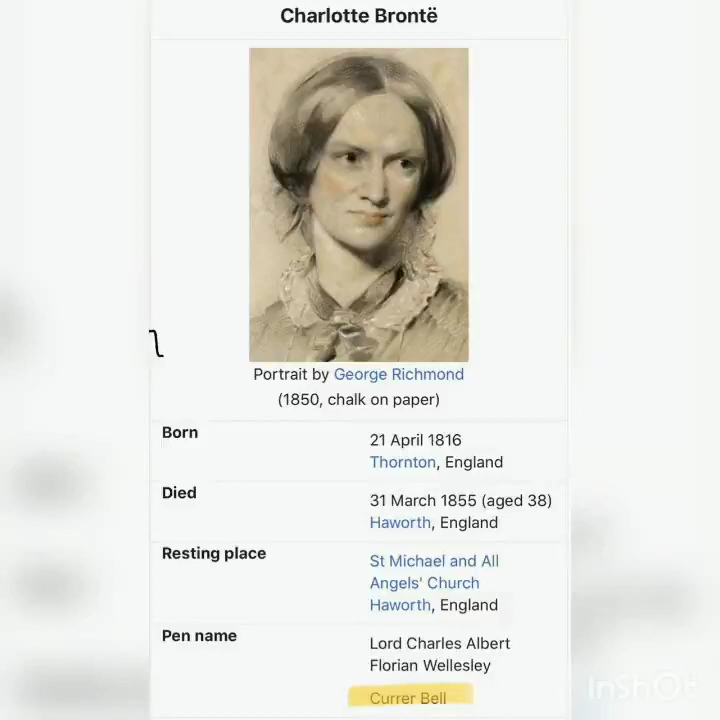 Charlotte Brontë
Portrait by George Richmond
(1850, chalk on paper)
Born
21 April 1816
Thornton, England
Died
31 March 1855 (aged 38)
Haworth, England
Resting place
St Michael and All
Angels' Church
Haworth, England
Pen name
Lord Charles Albert
Florian Wellesley
Currer Bell
InShOt